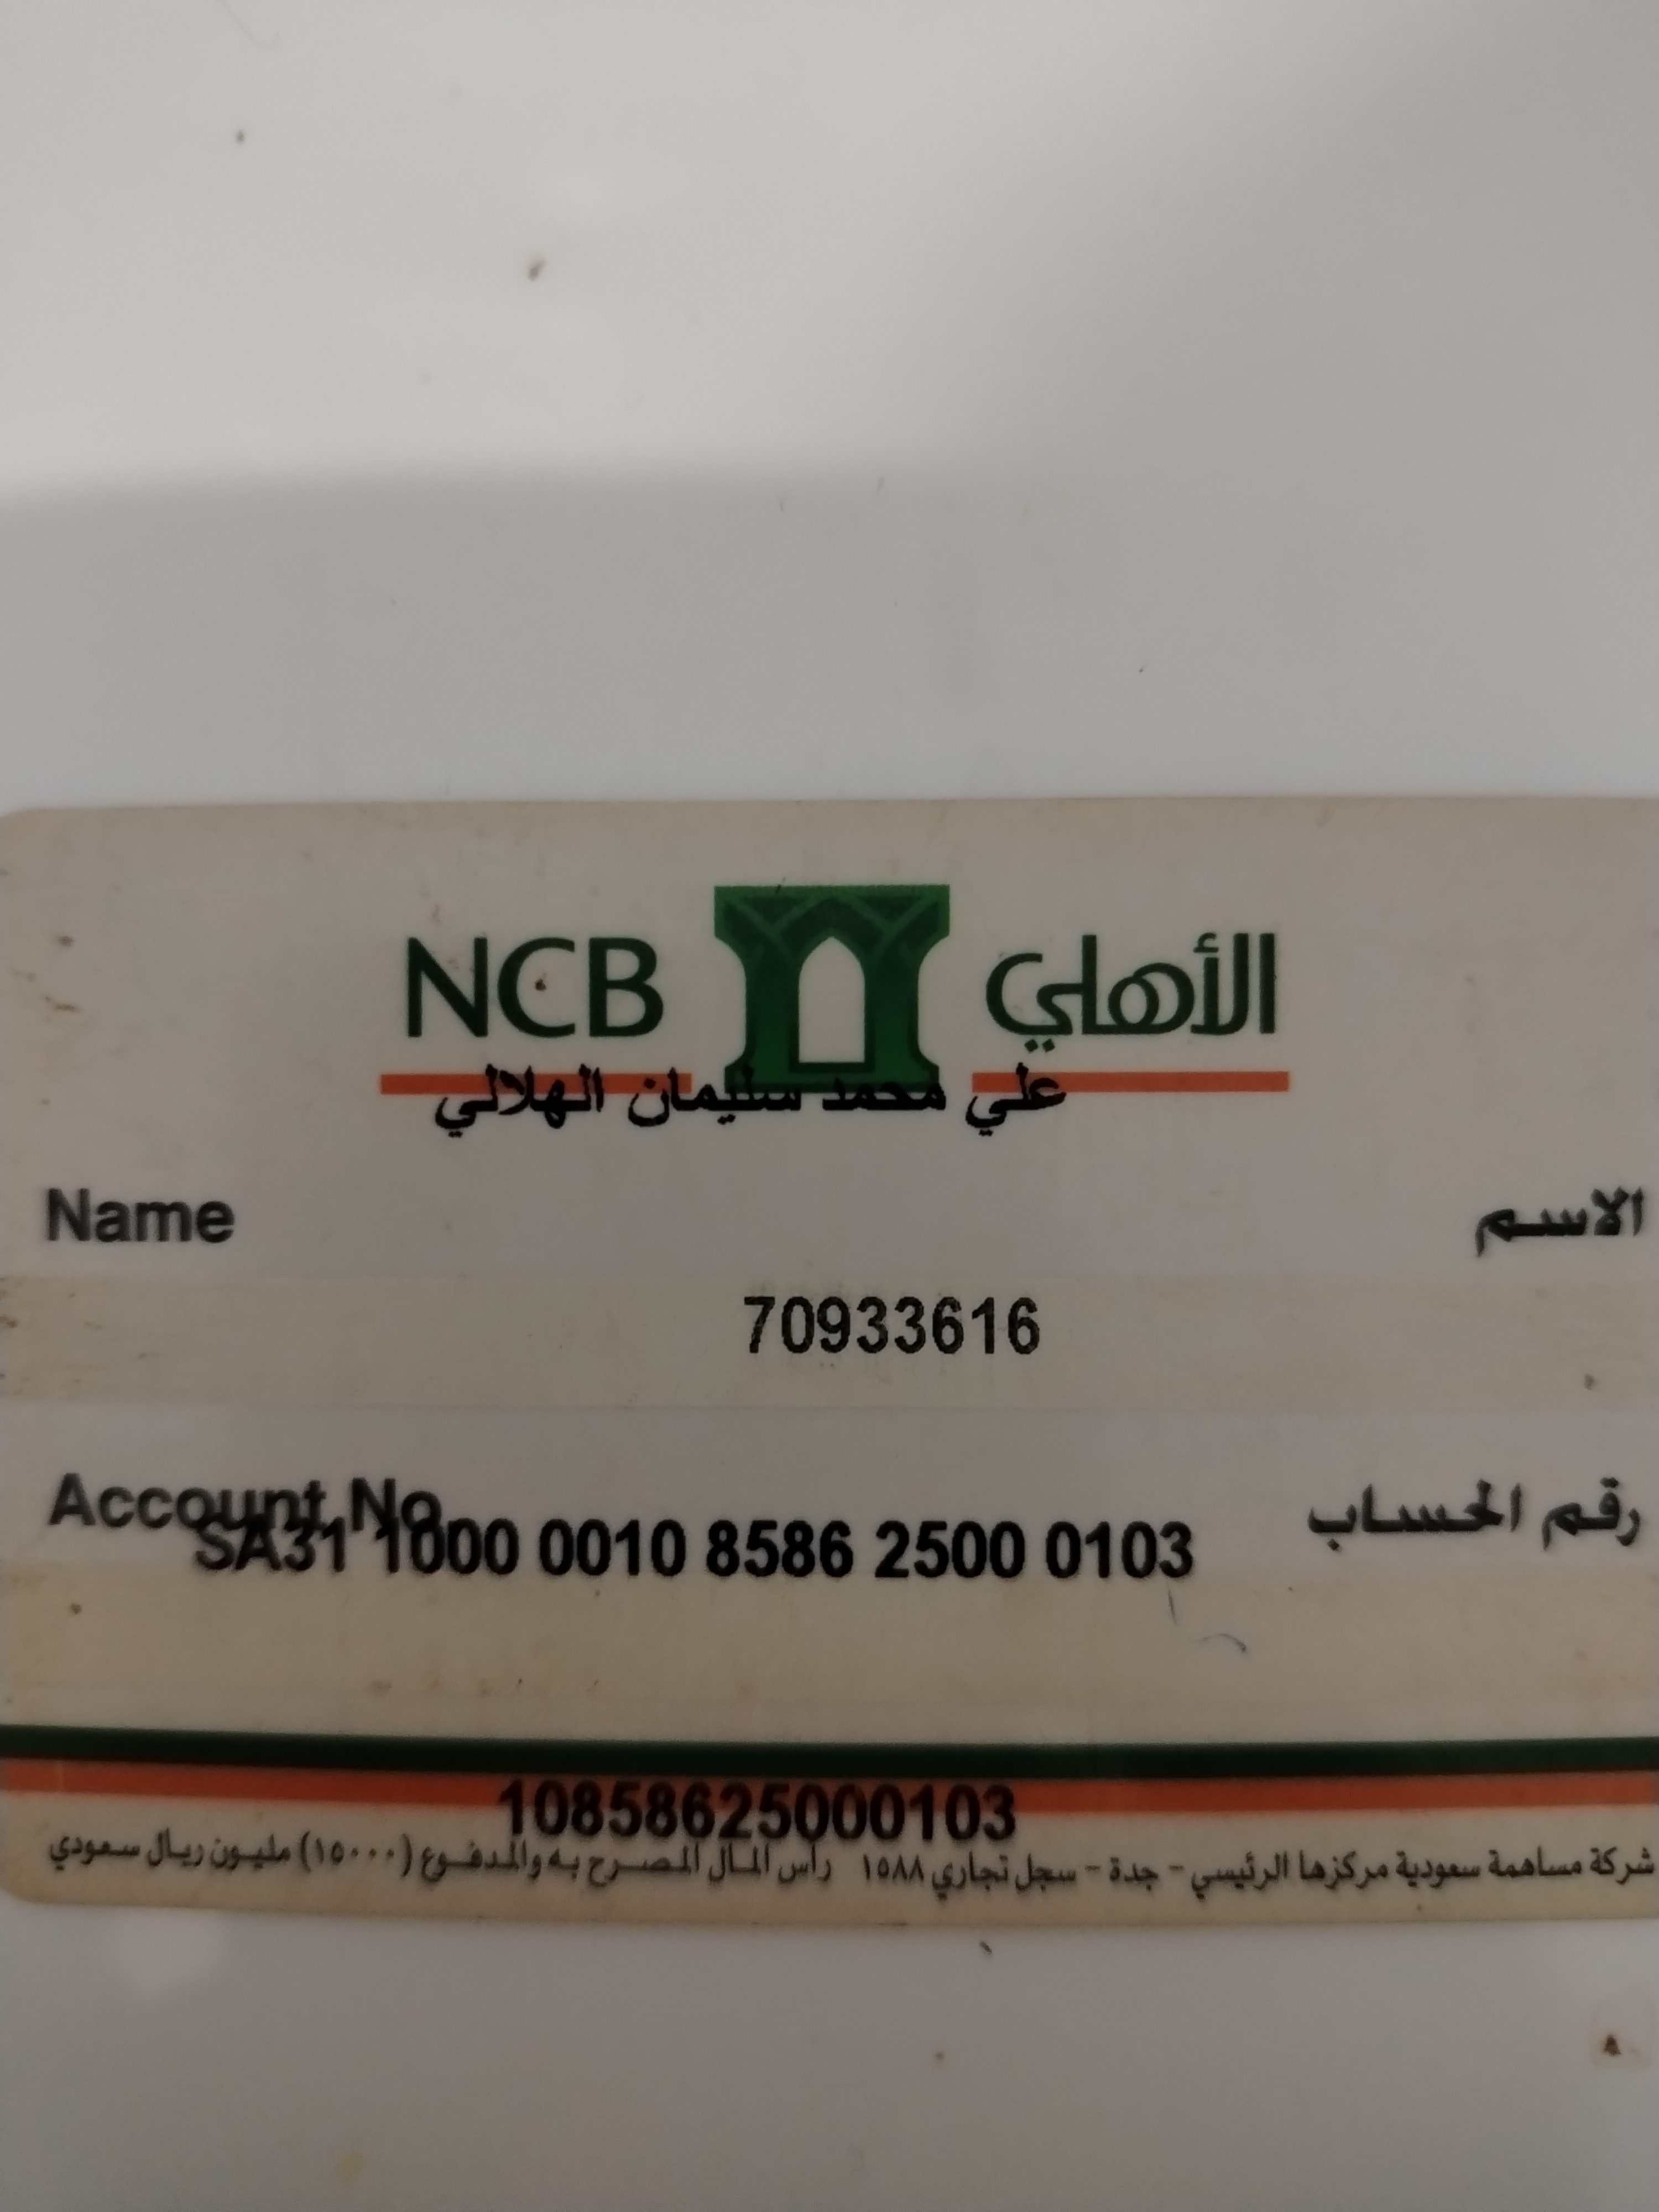 NCB الأهلي
علي محمد سليمان الهلالي
Name الاسم
70933616
Account No. رقم الحساب
SA31 1000 0010 8586 2500 0103
10858625000103
شركة مساهمة سعودية مركزها الرئيسي - جدة - سجل تجاري ١٥٨٨ رأس المال المصرح به والمدفوع (١٥٠٠٠) مليون ريال سعودي